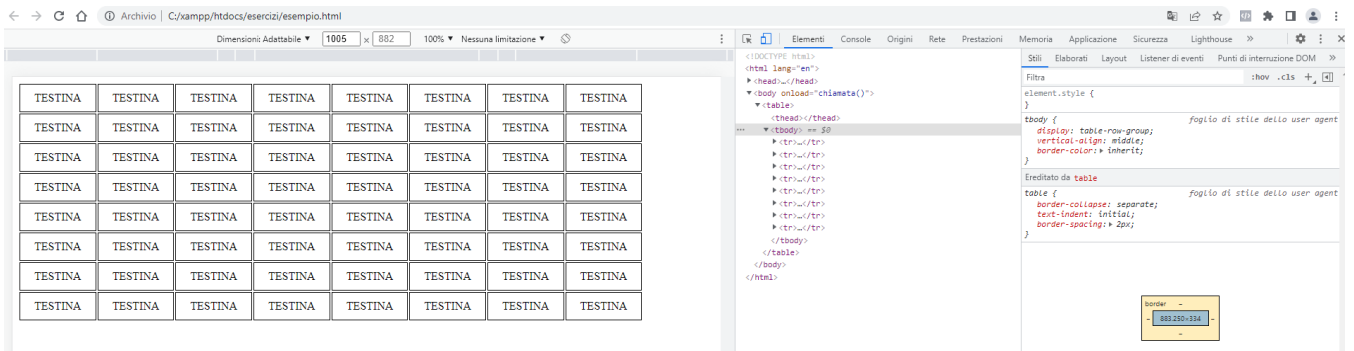 Archivio | C:/xampp/htdocs/esercizi/esempio.html
Dimensioni: Adattabile ▼ 1005 × 882 100% ▼ Nessuna limitazione ▼
TESTINA TESTINA TESTINA TESTINA TESTINA TESTINA TESTINA TESTINA
TESTINA TESTINA TESTINA TESTINA TESTINA TESTINA TESTINA TESTINA
TESTINA TESTINA TESTINA TESTINA TESTINA TESTINA TESTINA TESTINA
TESTINA TESTINA TESTINA TESTINA TESTINA TESTINA TESTINA TESTINA
TESTINA TESTINA TESTINA TESTINA TESTINA TESTINA TESTINA TESTINA
TESTINA TESTINA TESTINA TESTINA TESTINA TESTINA TESTINA TESTINA
TESTINA TESTINA TESTINA TESTINA TESTINA TESTINA TESTINA TESTINA
TESTINA TESTINA TESTINA TESTINA TESTINA TESTINA TESTINA TESTINA
Elementi Console Origini Rete Prestazioni Memoria Applicazione Sicurezza Lighthouse »
<!DOCTYPE html>
<html lang="en">
▶<head>…</head>
▼<body onload="chiamata()">
▼<table>
<thead></thead>
… ▼<tbody> == $0
▶<tr>…</tr>
▶<tr>…</tr>
▶<tr>…</tr>
▶<tr>…</tr>
▶<tr>…</tr>
▶<tr>…</tr>
▶<tr>…</tr>
▶<tr>…</tr>
</tbody>
</table>
</body>
</html>
Stili Elaborati Layout Listener di eventi Punti di interruzione DOM »
Filtra :hov .cls +
element.style {
}
tbody { foglio di stile dello user agent
display: table-row-group;
vertical-align: middle;
border-color:▶ inherit;
}
Ereditato da table
table { foglio di stile dello user agent
border-collapse: separate;
text-indent: initial;
border-spacing:▶ 2px;
}
border –
– 883.250×334 –
–